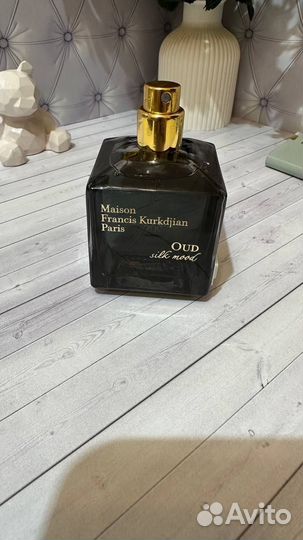 Maison
Francis Kurkdjian
Paris
OUD
silk mood
Avito